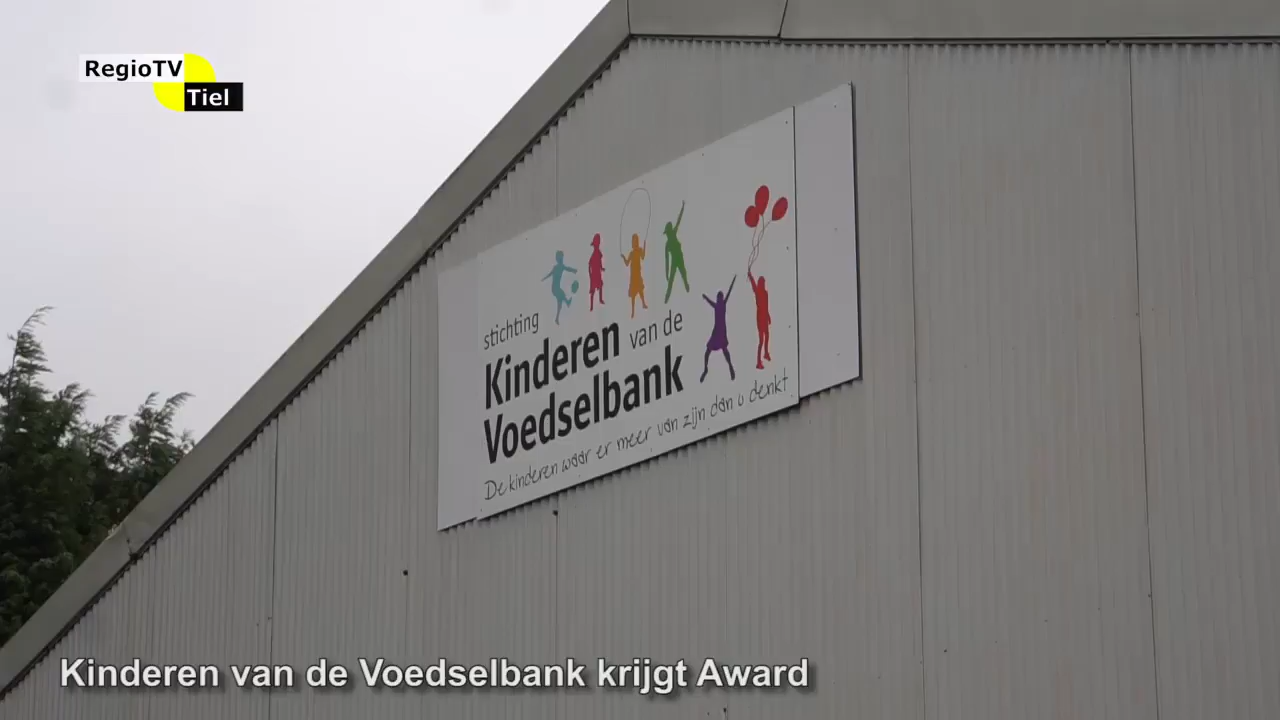 RegioTV
Tiel
stichting
Kinderen van de
Voedselbank
De kinderen waar er meer van zijn dan u denkt
Kinderen van de Voedselbank krijgt Award